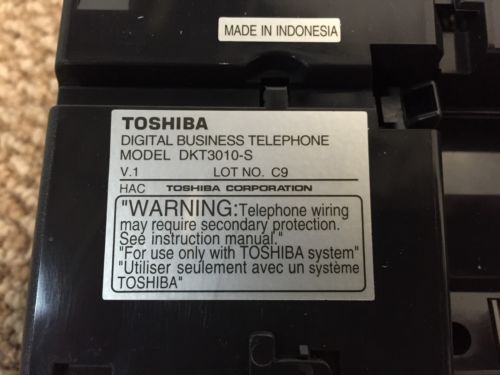 MADE IN INDONESIA
TOSHIBA
DIGITAL BUSINESS TELEPHONE
MODEL DKT3010-S
V.1 LOT NO. C9
HAC TOSHIBA CORPORATION
"WARNING:Telephone wiring
may require secondary protection.
See instruction manual."
"For use only with TOSHIBA system"
"Utiliser seulement avec un système
TOSHIBA"